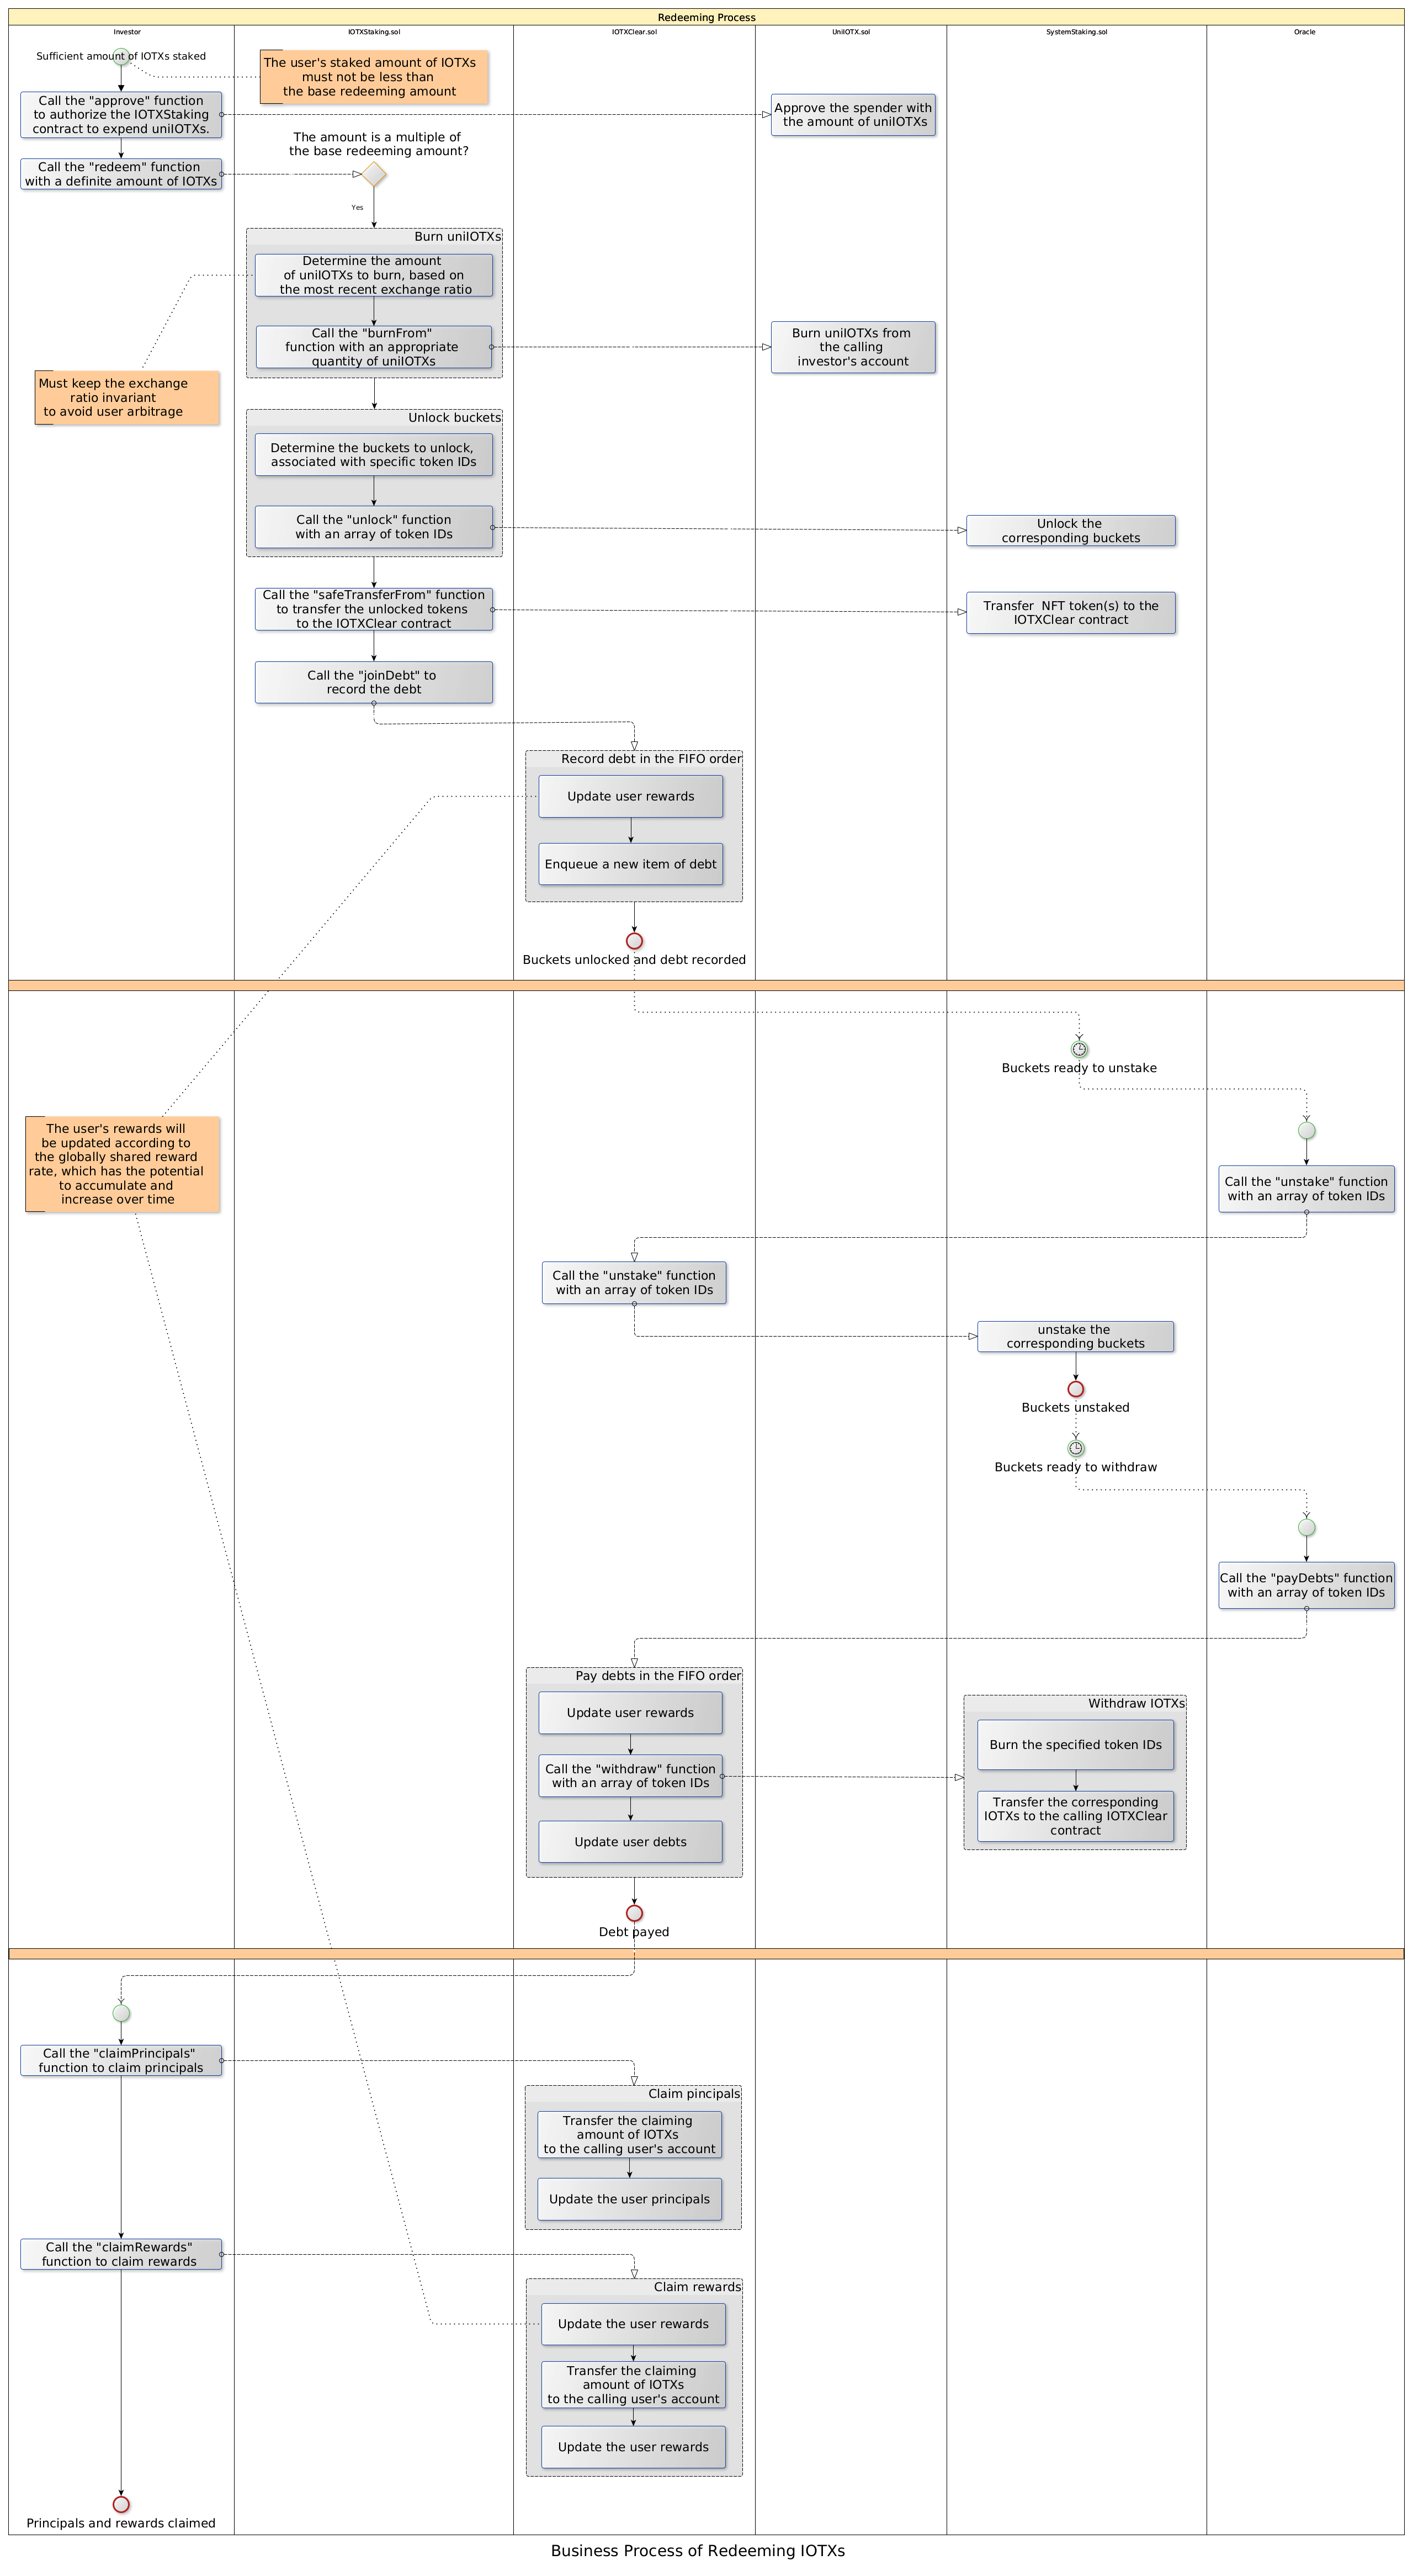 Redeeming Process
Investor
IOTXStaking.sol
IOTXClear.sol
UniIOTX.sol
SystemStaking.sol
Oracle
Sufficient amount of IOTXs staked
The user's staked amount of IOTXs
must not be less than
the base redeeming amount
Call the "approve" function
to authorize the IOTXStaking
contract to expend uniIOTXs.
Approve the spender with
the amount of uniIOTXs
The amount is a multiple of
the base redeeming amount?
Call the "redeem" function
with a definite amount of IOTXs
Yes
Burn uniIOTXs
Determine the amount
of uniIOTXs to burn, based on
the most recent exchange ratio
Call the "burnFrom"
function with an appropriate
quantity of uniIOTXs
Burn uniIOTXs from
the calling
investor's account
Must keep the exchange
ratio invariant
to avoid user arbitrage
Unlock buckets
Determine the buckets to unlock,
associated with specific token IDs
Call the "unlock" function
with an array of token IDs
Unlock the
corresponding buckets
Call the "safeTransferFrom" function
to transfer the unlocked tokens
to the IOTXClear contract
Transfer  NFT token(s) to the
IOTXClear contract
Call the "joinDebt" to
record the debt
Record debt in the FIFO order
Update user rewards
Enqueue a new item of debt
Buckets unlocked and debt recorded
Buckets ready to unstake
The user's rewards will
be updated according to
the globally shared reward
rate, which has the potential
to accumulate and
increase over time
Call the "unstake" function
with an array of token IDs
Call the "unstake" function
with an array of token IDs
unstake the
corresponding buckets
Buckets unstaked
Buckets ready to withdraw
Call the "payDebts" function
with an array of token IDs
Pay debts in the FIFO order
Update user rewards
Call the "withdraw" function
with an array of token IDs
Update user debts
Withdraw IOTXs
Burn the specified token IDs
Transfer the corresponding
IOTXs to the calling IOTXClear
contract
Debt payed
Call the "claimPrincipals"
function to claim principals
Claim pincipals
Transfer the claiming
amount of IOTXs
to the calling user's account
Update the user principals
Call the "claimRewards"
function to claim rewards
Claim rewards
Update the user rewards
Transfer the claiming
amount of IOTXs
to the calling user's account
Update the user rewards
Principals and rewards claimed
Business Process of Redeeming IOTXs